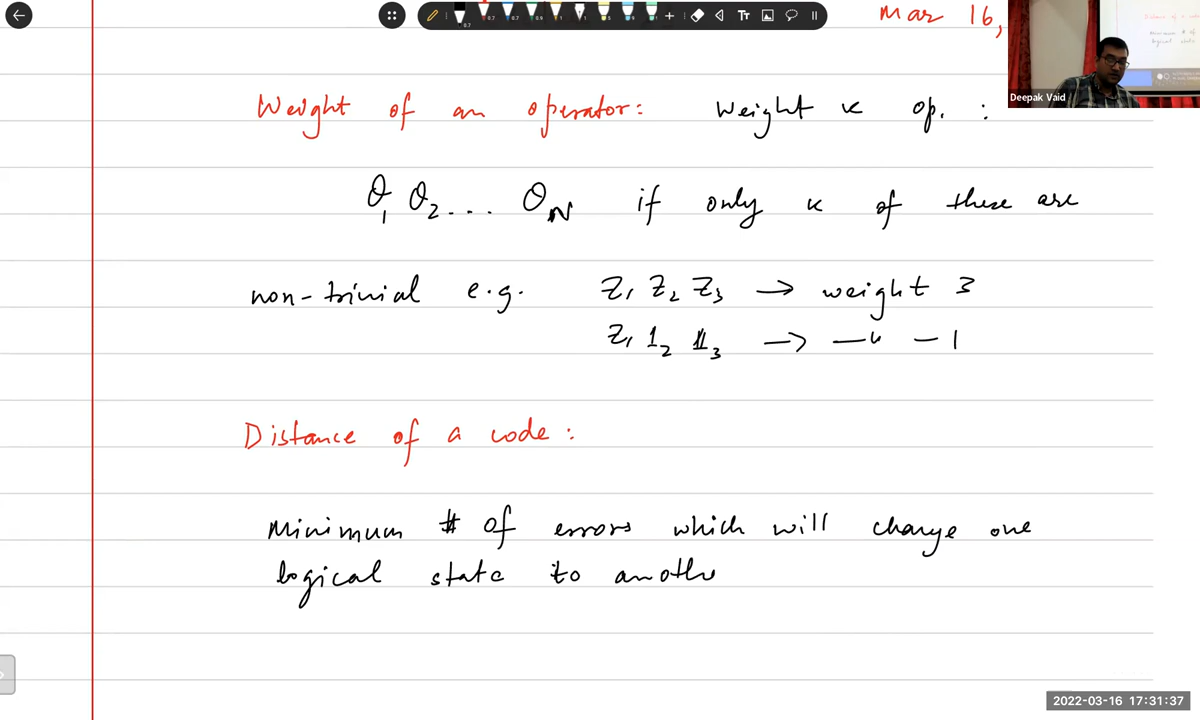 Mar 16,
Deepak Vaid
Weight of an operator: Weight k op. :
O₁ O₂ ... O_N if only k of these are
non-trivial e.g. Z₁ Z₂ Z₃ → weight 3
Z₁ 𝟙₂ 𝟙₃ → —"— 1
Distance of a code:
Minimum # of errors which will change one
logical state to anothe
2022-03-16 17:31:37